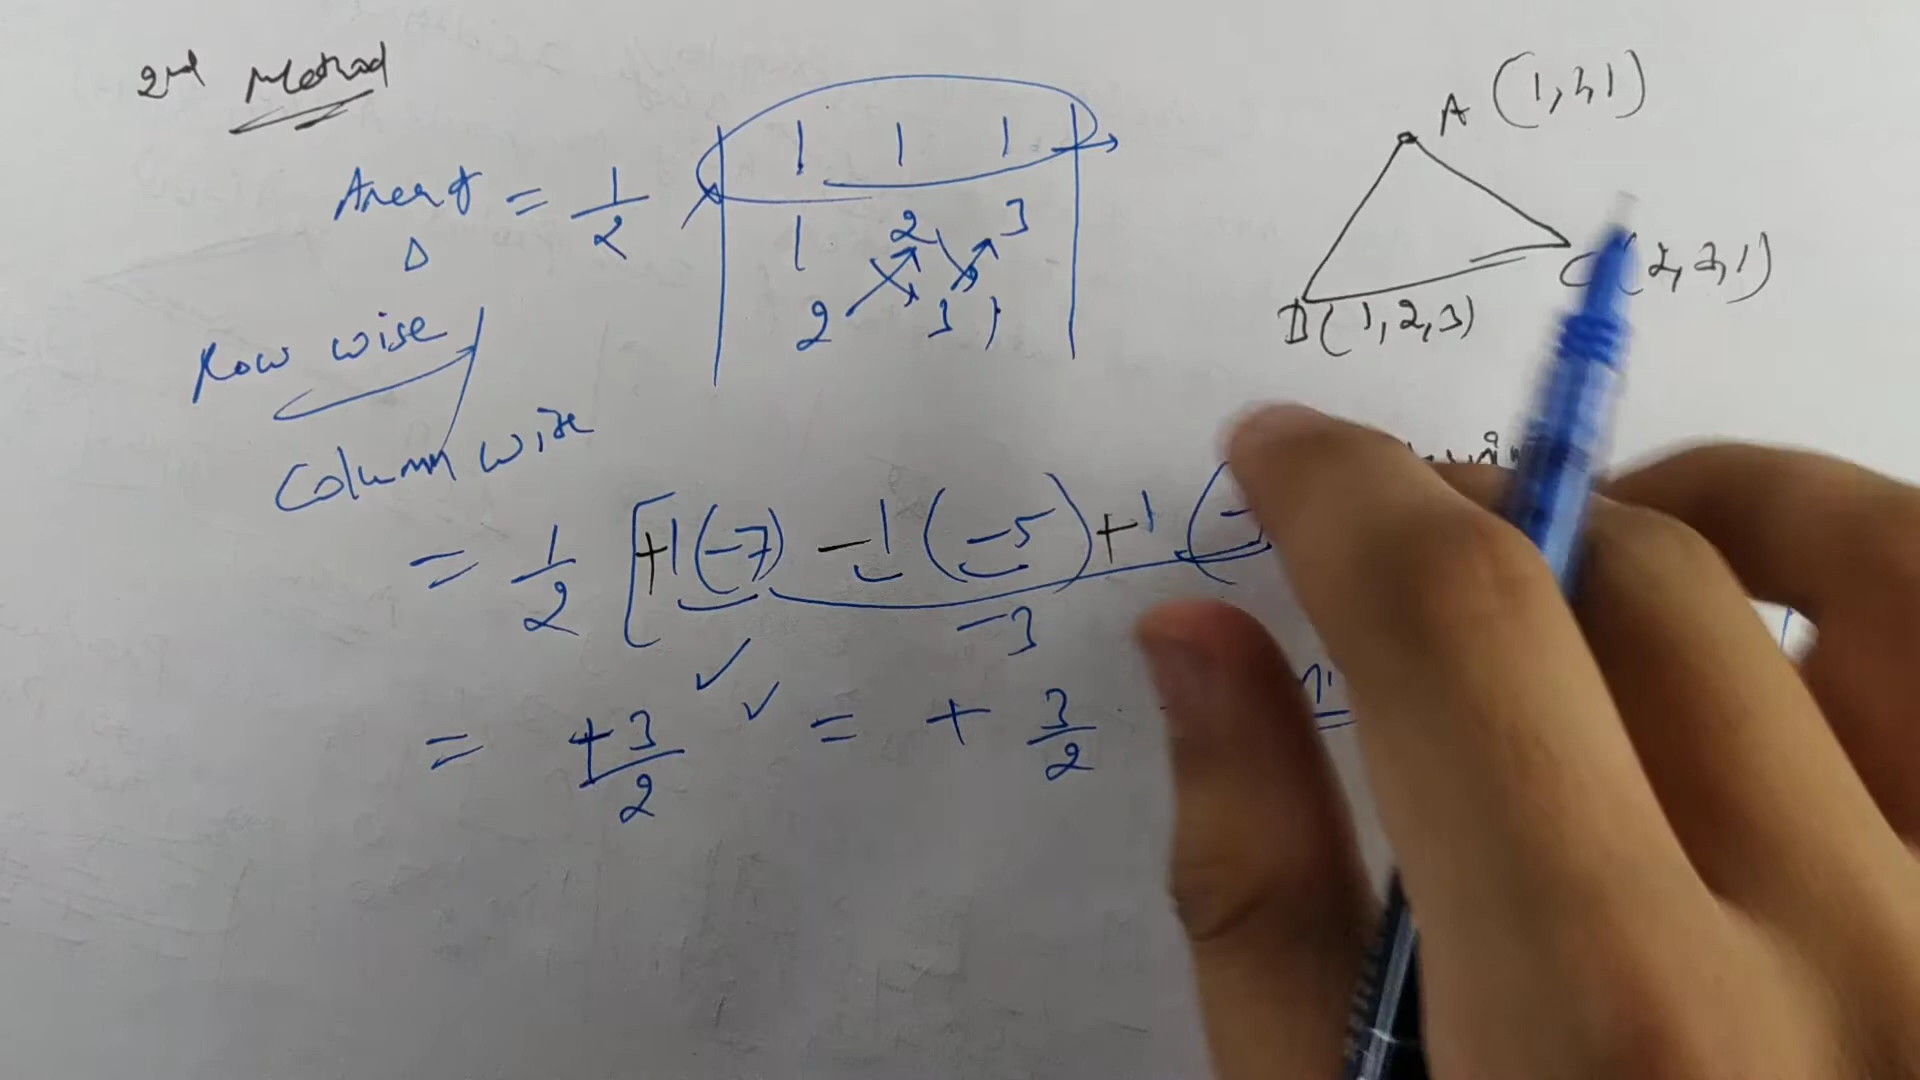 2nd Method
A (1,1,1)
Area of Δ = 1/2 | 1 1 1 |
| 1 2 3 |
| 2 3 1 |
C (2,3,1)
B (1,2,3)
Row wise
Column wise
= 1/2 [+1(-7) -1(-5) +1(-
-3
= +3/2 = + 3/2